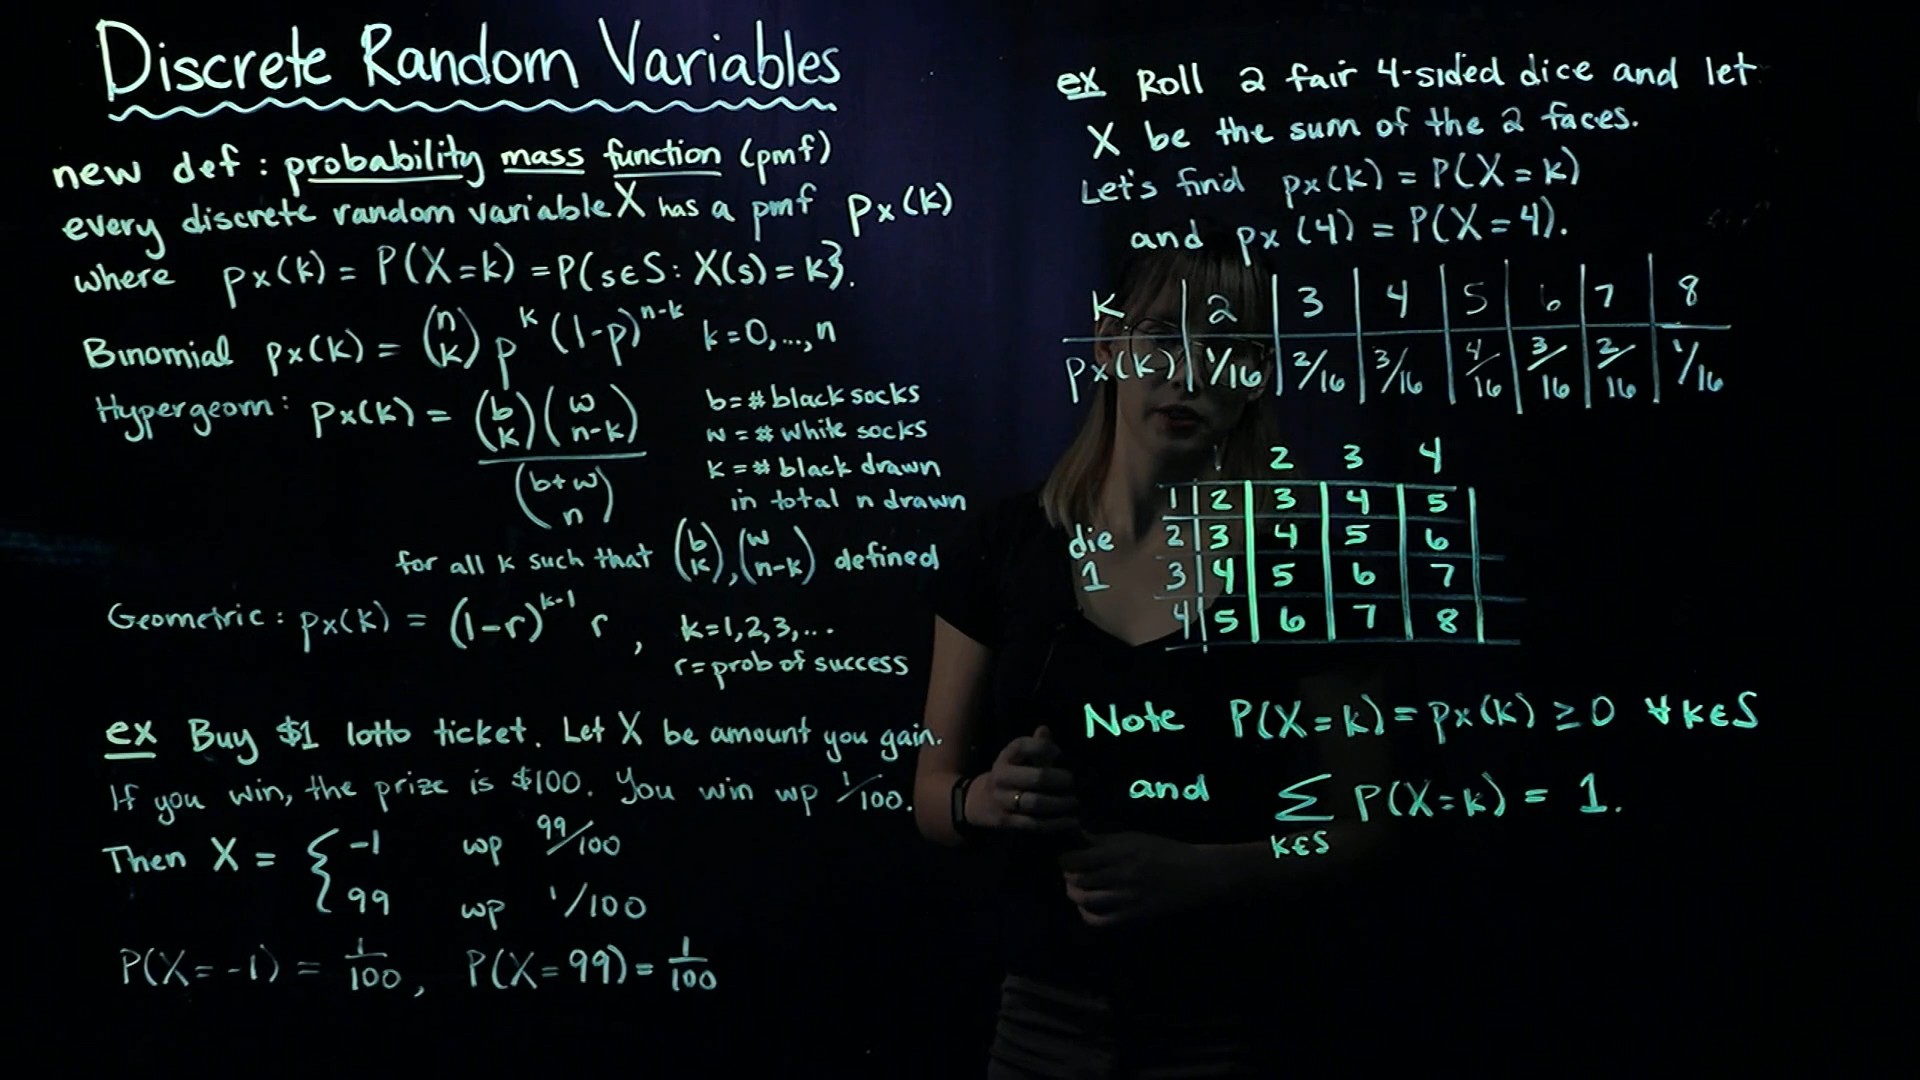 Discrete Random Variables
new def: probability mass function (pmf)
every discrete random variable X has a pmf px(k)
where px(k) = P(X=k) = P(s∈S: X(s)=k}.
Binomial px(k) = (n k) p^k (1-p)^n-k k=0,...,n
Hypergeom: px(k) = (b k)(w n-k) / (b+w n)
b=# black socks
w=# white socks
k=# black drawn
in total n drawn
for all k such that (b k), (w n-k) defined
Geometric: px(k) = (1-r)^k-1 r, k=1,2,3,...
r=prob of success
ex Buy $1 lotto ticket. Let X be amount you gain.
If you win, the prize is $100. You win wp 1/100.
Then X = { -1 wp 99/100
99 wp 1/100
P(X=-1) = 1/100, P(X=99) = 1/100
ex Roll 2 fair 4-sided dice and let
X be the sum of the 2 faces.
Let's find px(k) = P(X=k)
and px(4) = P(X=4).
k 2 3 4 5 6 7 8
px(k) 1/16 2/16 3/16 4/16 3/16 2/16 1/16
2 3 4
1 2 3 4 5
die 2 3 4 5 6
1 3 4 5 6 7
4 5 6 7 8
Note P(X=k) = px(k) ≥ 0 ∀ k∈S
and Σ k∈S P(X=k) = 1.